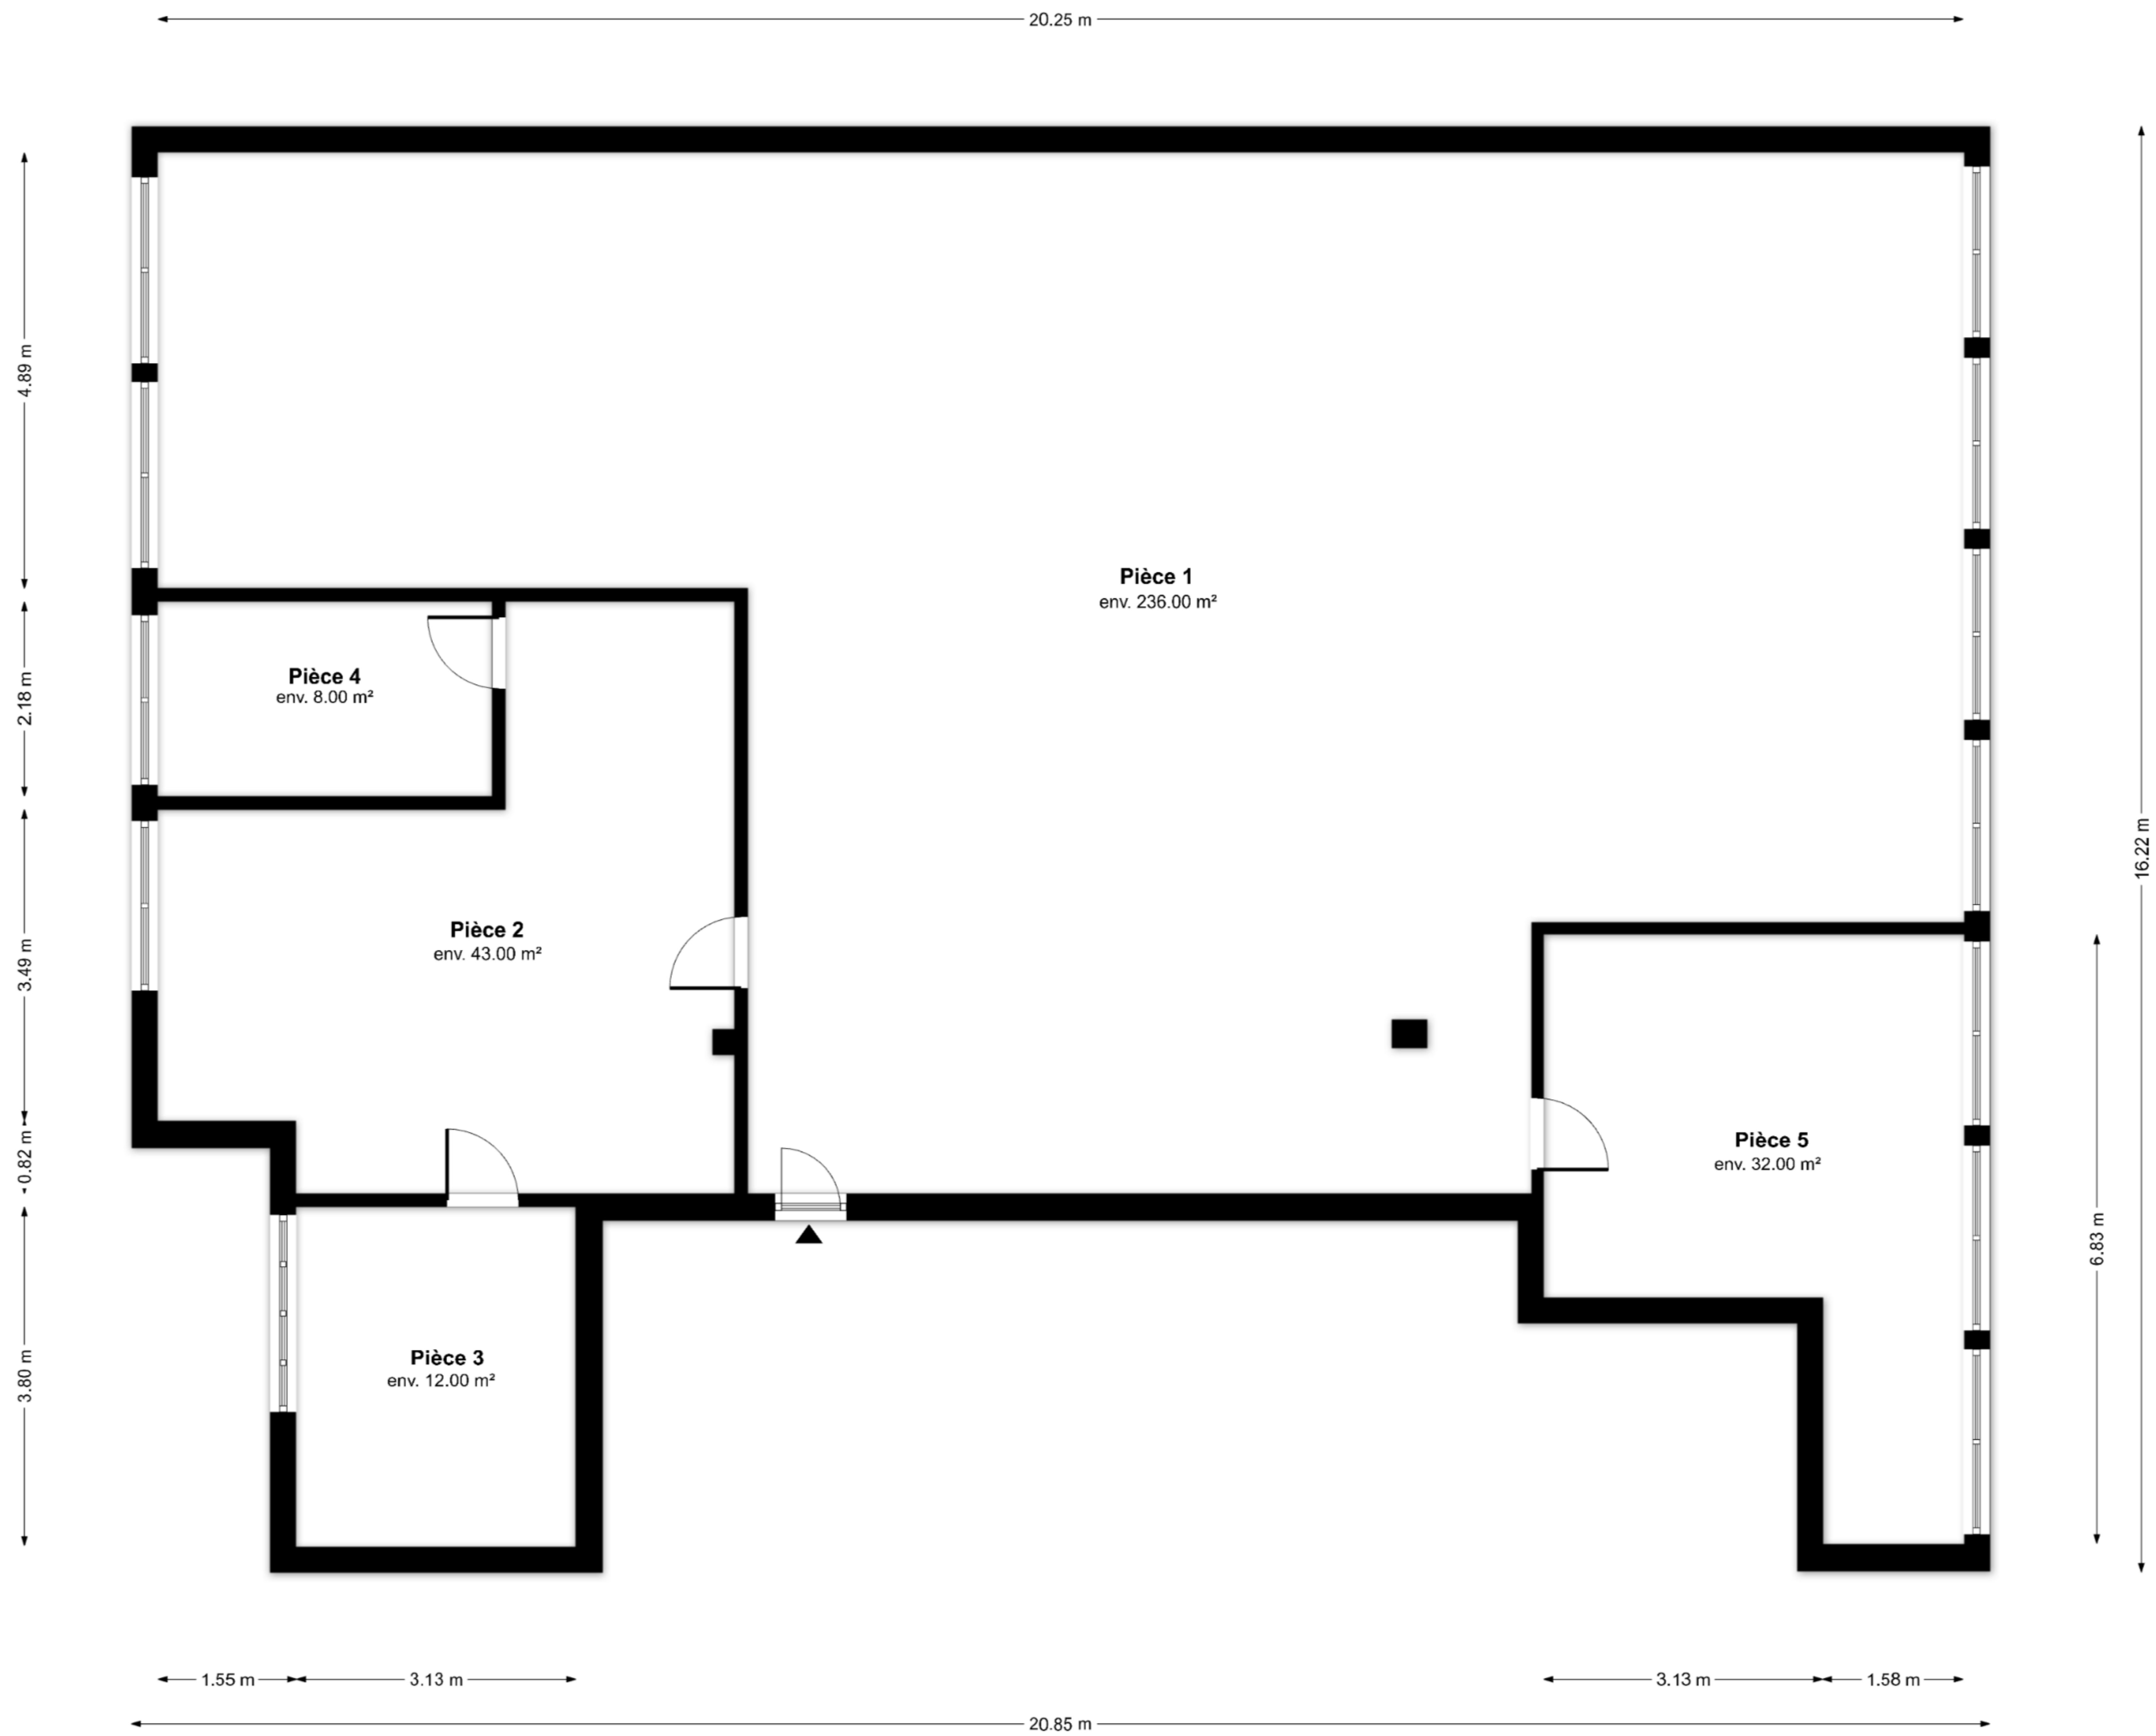 20.25 m
4.89 m
Pièce 1
env. 236.00 m²
Pièce 4
env. 8.00 m²
2.18 m
16.22 m
Pièce 2
env. 43.00 m²
3.49 m
Pièce 5
env. 32.00 m²
0.82 m
6.83 m
Pièce 3
env. 12.00 m²
3.80 m
1.55 m
3.13 m
3.13 m
1.58 m
20.85 m